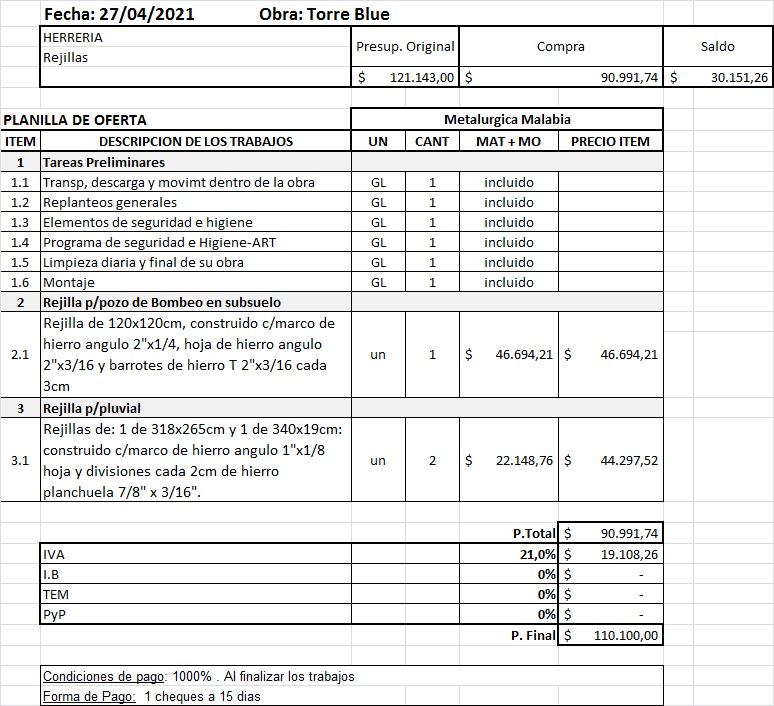 Fecha: 27/04/2021 Obra: Torre Blue
HERRERIA
Rejillas
Presup. Original Compra Saldo
$ 121.143,00 $ 90.991,74 $ 30.151,26
PLANILLA DE OFERTA Metalurgica Malabia
ITEM DESCRIPCION DE LOS TRABAJOS UN CANT MAT + MO PRECIO ITEM
1 Tareas Preliminares
1.1 Transp, descarga y movimt dentro de la obra GL 1 incluido
1.2 Replanteos generales GL 1 incluido
1.3 Elementos de seguridad e higiene GL 1 incluido
1.4 Programa de seguridad e Higiene-ART GL 1 incluido
1.5 Limpieza diaria y final de su obra GL 1 incluido
1.6 Montaje GL 1 incluido
2 Rejilla p/pozo de Bombeo en subsuelo
Rejilla de 120x120cm, construido c/marco de
hierro angulo 2"x1/4, hoja de hierro angulo
2"x3/16 y barrotes de hierro T 2"x3/16 cada
3cm
2.1 un 1 $ 46.694,21 $ 46.694,21
3 Rejilla p/pluvial
Rejillas de: 1 de 318x265cm y 1 de 340x19cm:
construido c/marco de hierro angulo 1"x1/8
hoja y divisiones cada 2cm de hierro
planchuela 7/8" x 3/16".
3.1 un 2 $ 22.148,76 $ 44.297,52
P.Total $ 90.991,74
IVA 21,0% $ 19.108,26
I.B 0% $ -
TEM 0% $ -
PyP 0% $ -
P. Final $ 110.100,00
Condiciones de pago: 1000% . Al finalizar los trabajos
Forma de Pago: 1 cheques a 15 dias